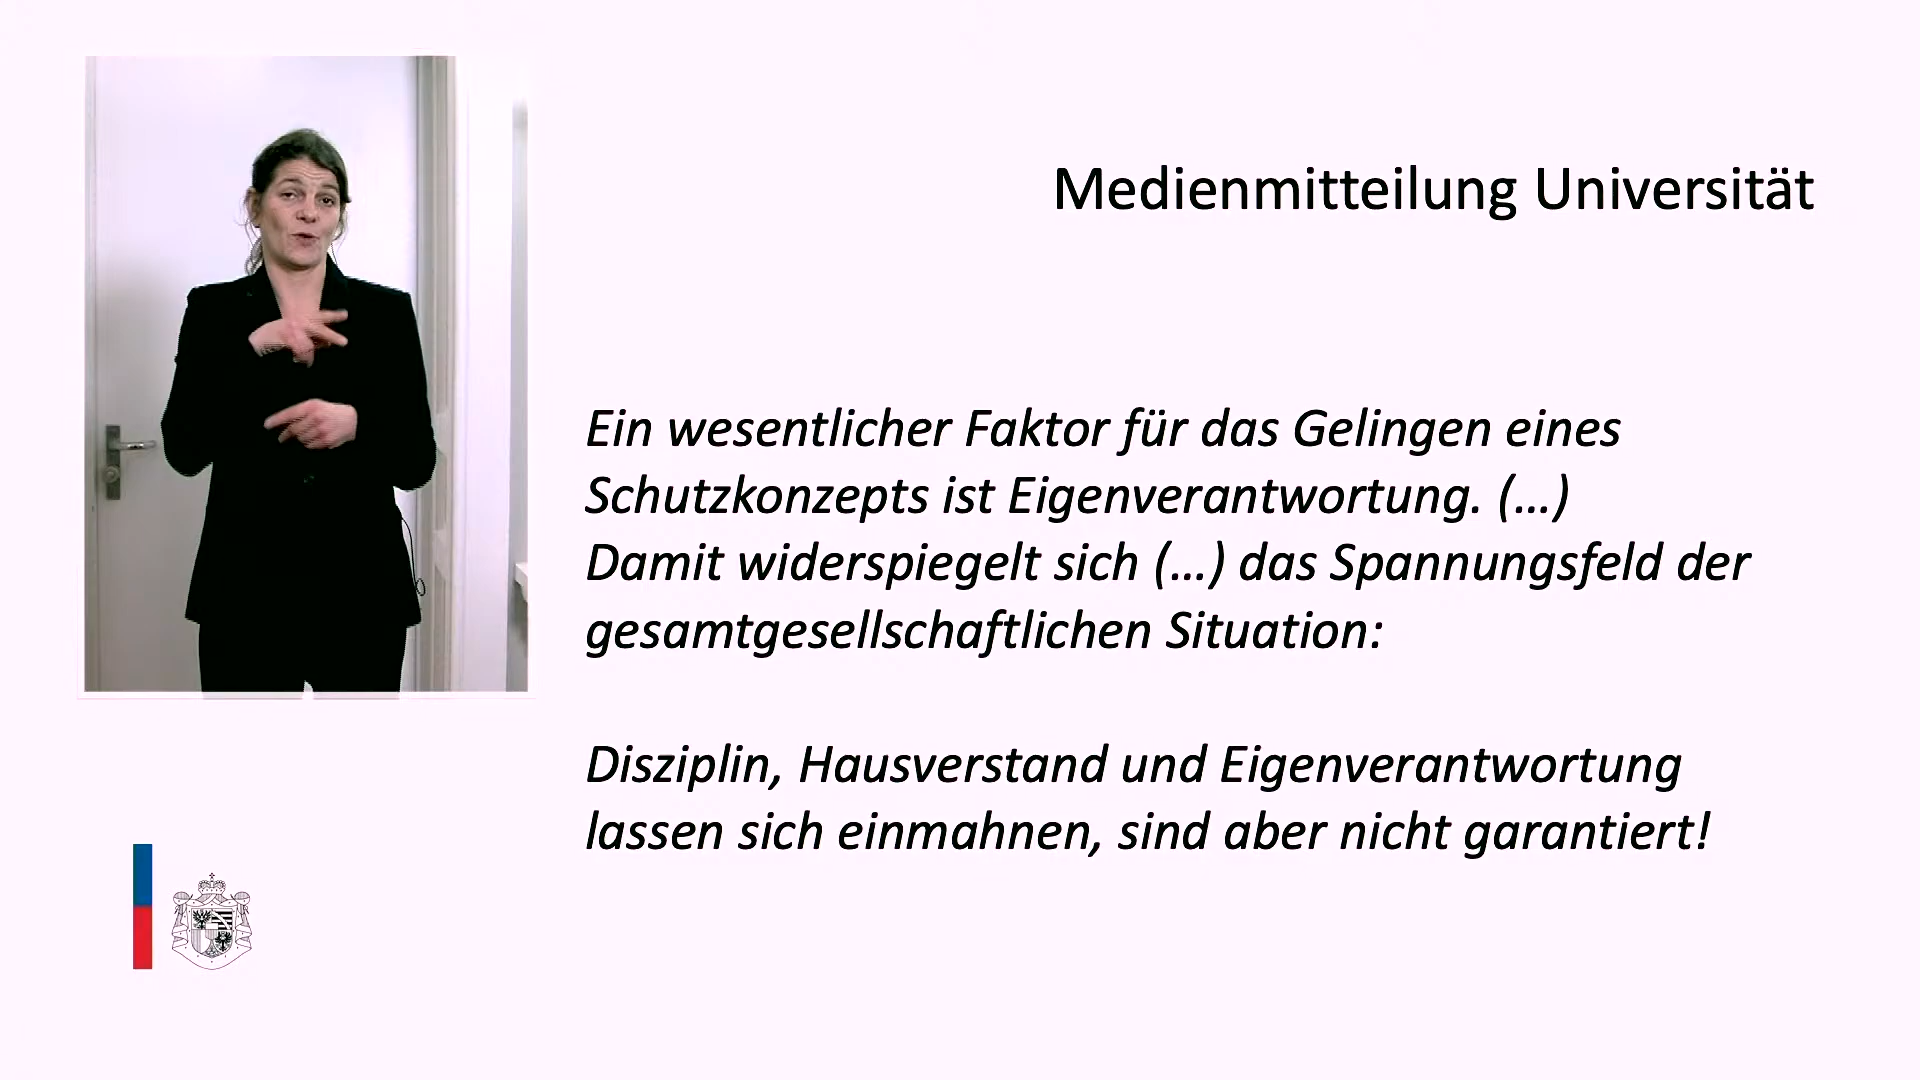 Medienmitteilung Universität
Ein wesentlicher Faktor für das Gelingen eines
Schutzkonzepts ist Eigenverantwortung. (…)
Damit widerspiegelt sich (…) das Spannungsfeld der
gesamtgesellschaftlichen Situation:
Disziplin, Hausverstand und Eigenverantwortung
lassen sich einmahnen, sind aber nicht garantiert!